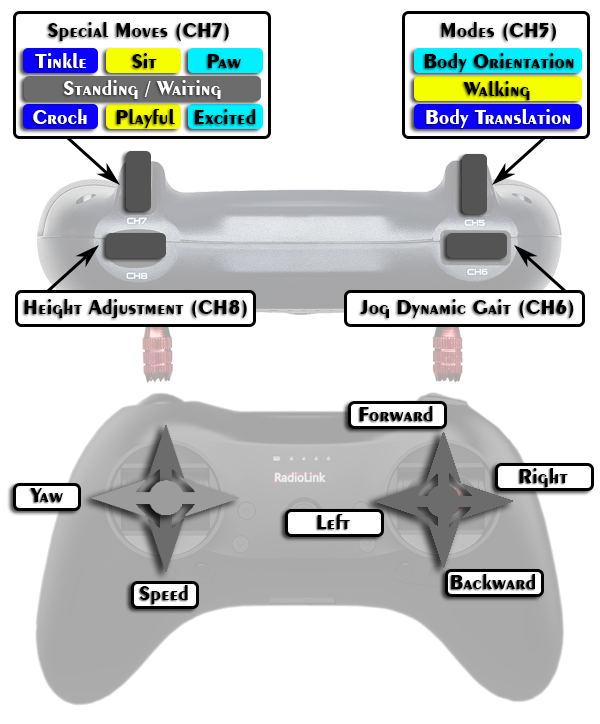 Special Moves (CH7)
Tinkle Sit Paw
Standing / Waiting
Croch Playful Excited
Modes (CH5)
Body Orientation
Walking
Body Translation
CH7
CH8
CH5
CH6
Height Adjustment (CH8)
Jog Dynamic Gait (CH6)
Forward
RadioLink
Right
Yaw
Left
Speed
Backward